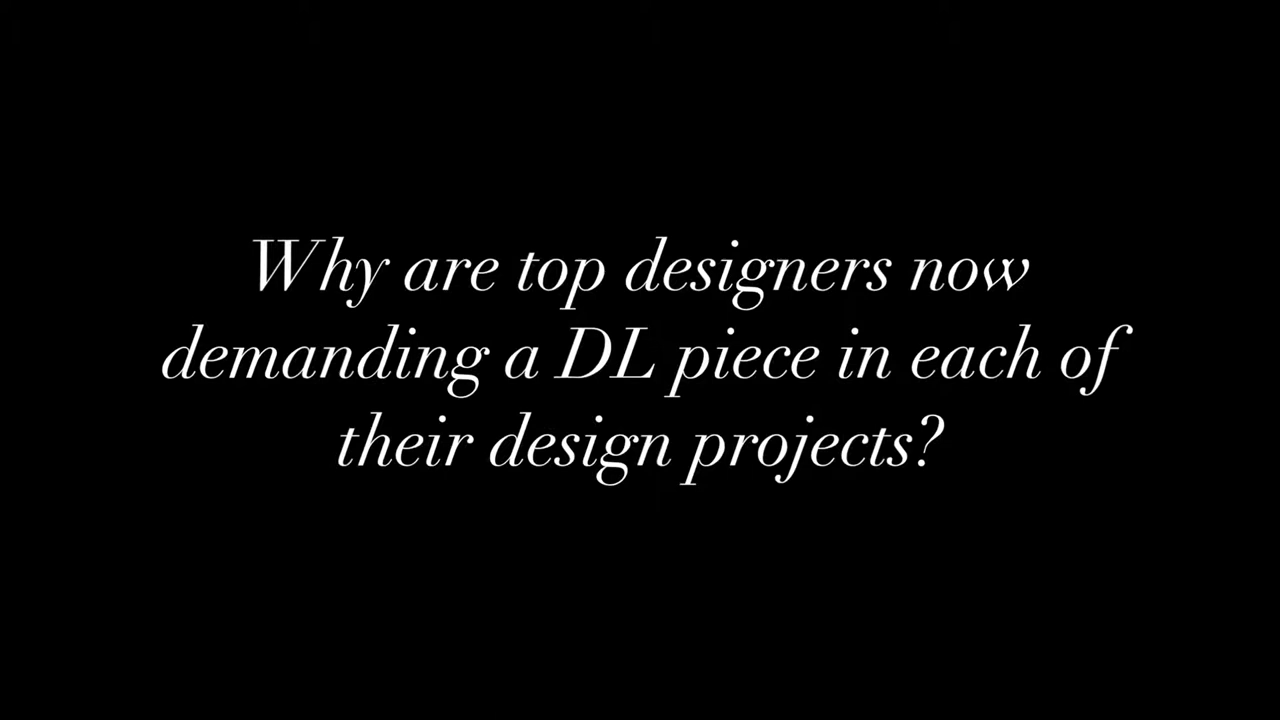 Why are top designers now
demanding a DL piece in each of
their design projects?